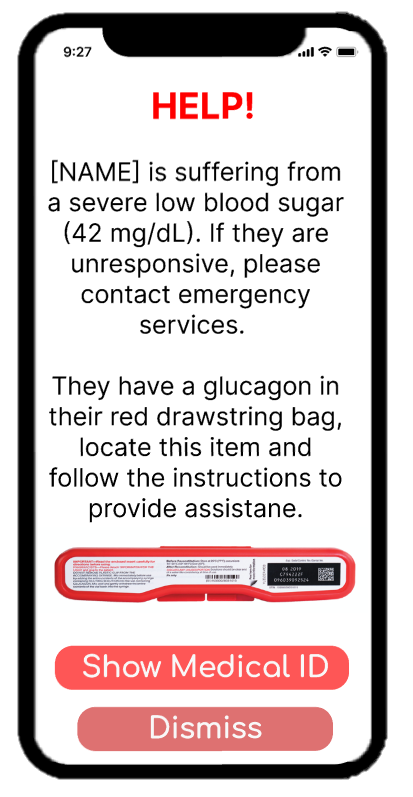 9:27
HELP!
[NAME] is suffering from
a severe low blood sugar
(42 mg/dL). If they are
unresponsive, please
contact emergency
services.
They have a glucagon in
their red drawstring bag,
locate this item and
follow the instructions to
provide assistane.
Show Medical ID
Dismiss